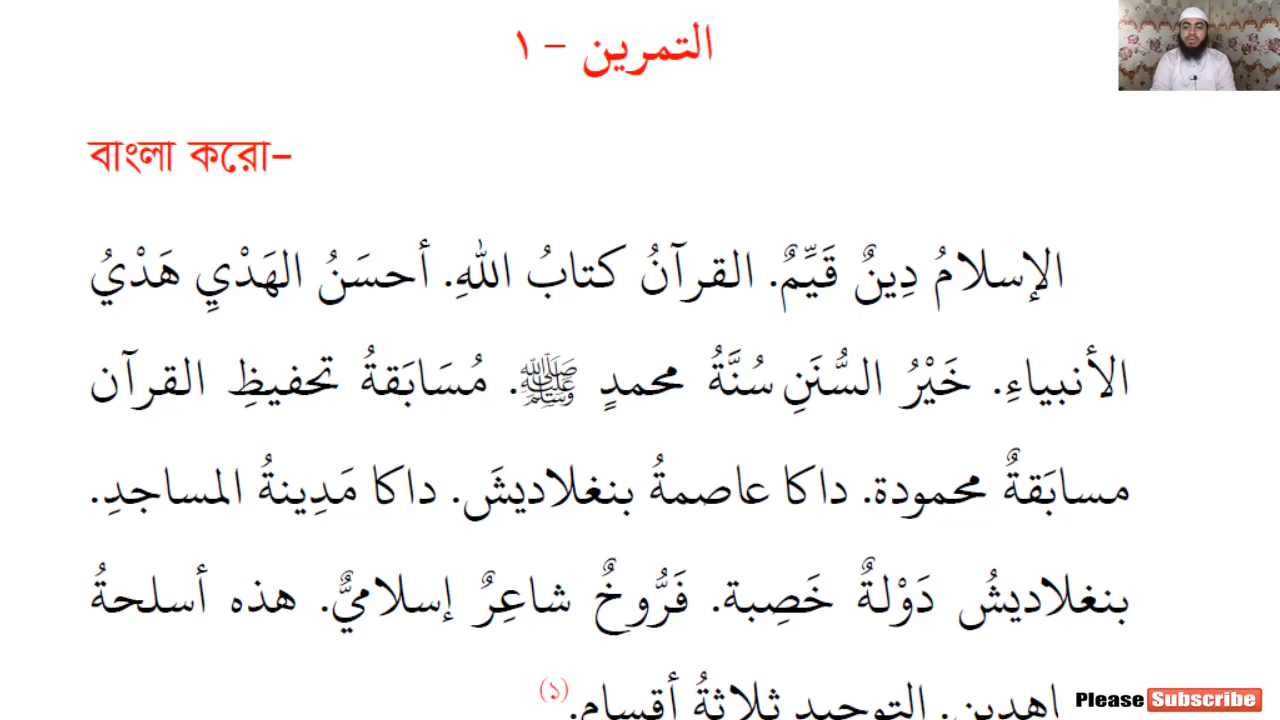 التمرين – ١
বাংলা করো–
الإسلامُ دِينٌ قَيِّمٌ. القرآنُ كتابُ اللهِ. أحسَنُ الهَدْيِ هَدْيُ
الأنبياءِ. خَيْرُ السُّنَنِ سُنَّةُ محمدٍ ﷺ. مُسَابَقةُ تحفيظِ القرآن
مسابَقةٌ محمودة. داكا عاصمةُ بنغلاديشَ. داكا مَدِينةُ المساجدِ.
بنغلاديشُ دَوْلةٌ خَصِبة. فَرُّوخٌ شاعِرٌ إسلاميٌّ. هذه أسلحةُ
التوحيد ثلاثةُ أقسام. (১)
Please Subscribe